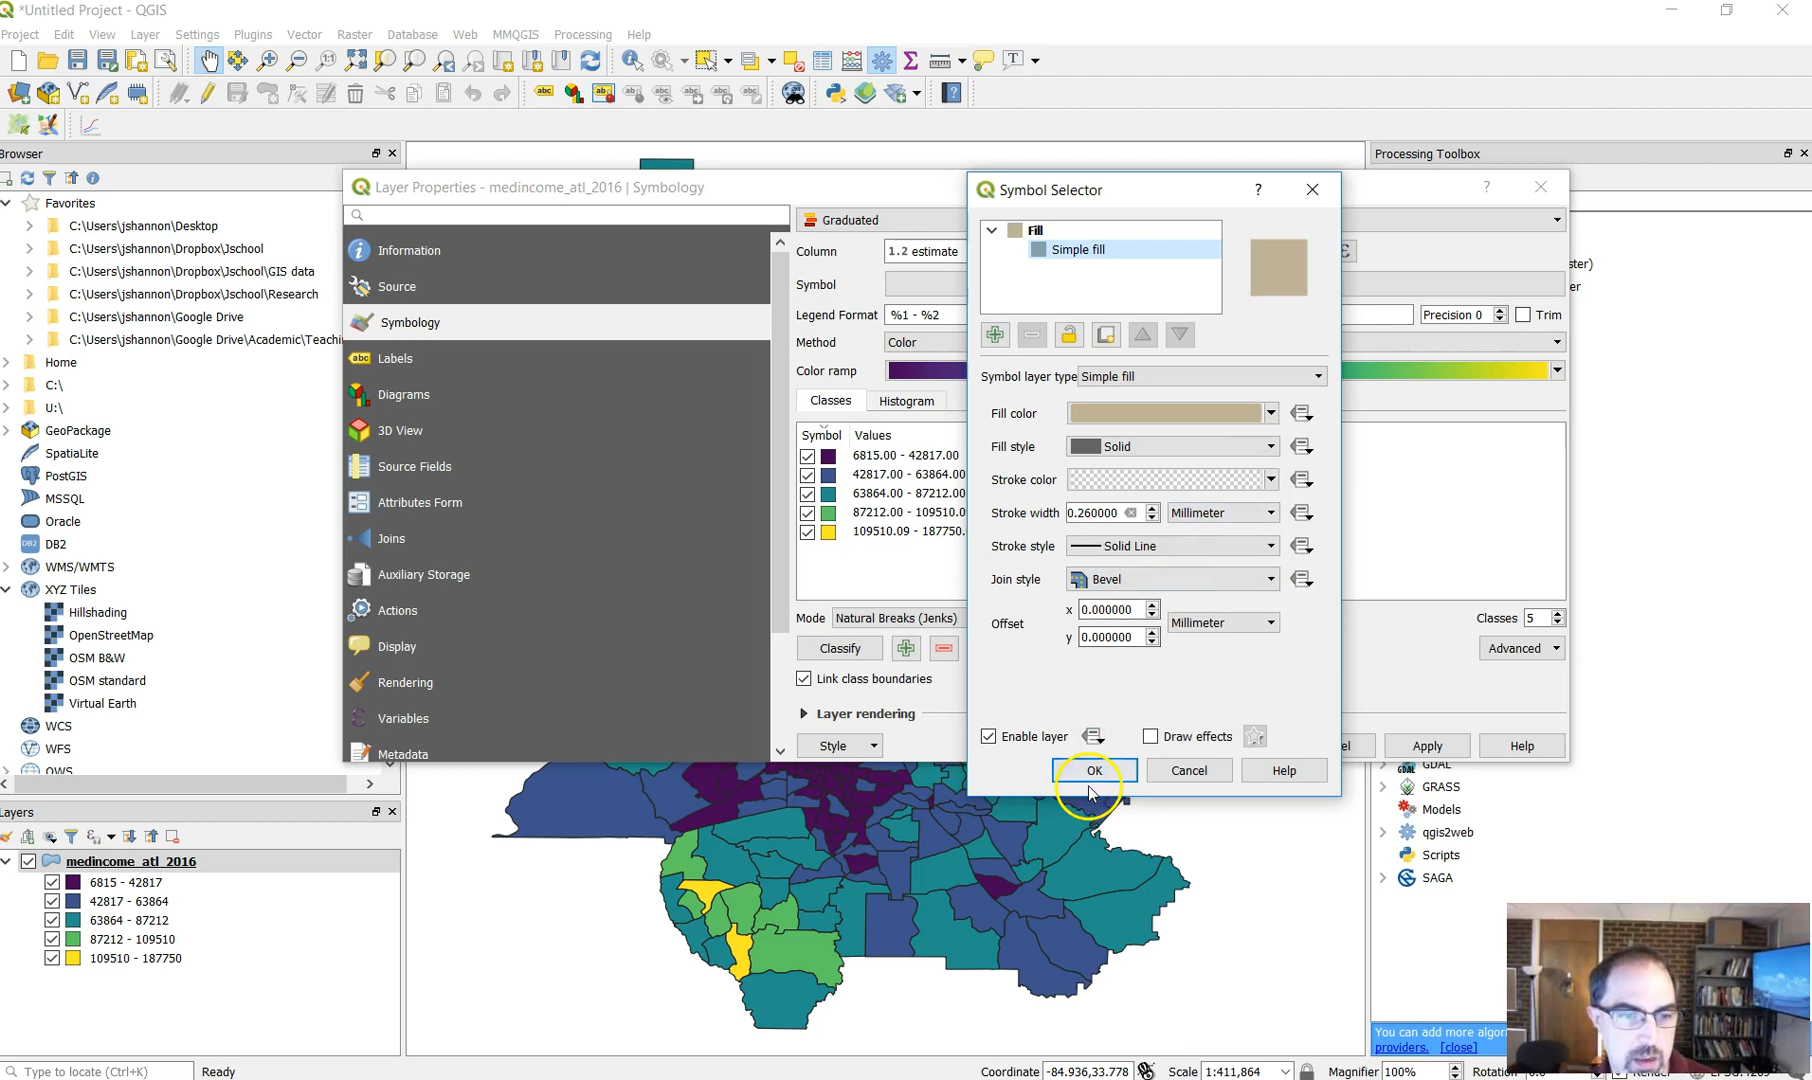 *Untitled Project - QGIS
Project Edit View Layer Settings Plugins Vector Raster Database Web MMQGIS Processing Help
Browser
Favorites
C:\Users\jshannon\Desktop
C:\Users\jshannon\Dropbox\Jschool
C:\Users\jshannon\Dropbox\Jschool\GIS data
C:\Users\jshannon\Dropbox\Jschool\Research
C:\Users\jshannon\Google Drive
C:\Users\jshannon\Google Drive\Academic\Teachi
Home
C:\
U:\
GeoPackage
SpatiaLite
PostGIS
MSSQL
Oracle
DB2
WMS/WMTS
XYZ Tiles
Hillshading
OpenStreetMap
OSM B&W
OSM standard
Virtual Earth
WCS
WFS
OWS
Layers
medincome_atl_2016
6815 - 42817
42817 - 63864
63864 - 87212
87212 - 109510
109510 - 187750
Layer Properties - medincome_atl_2016 | Symbology
Information
Source
Symbology
Labels
Diagrams
3D View
Source Fields
Attributes Form
Joins
Auxiliary Storage
Actions
Display
Rendering
Variables
Metadata
Graduated
Column 1.2 estimate
Symbol
Legend Format %1 - %2
Precision 0 Trim
Method Color
Color ramp
Classes Histogram
Symbol Values
6815.00 - 42817.00
42817.00 - 63864.00
63864.00 - 87212.00
87212.00 - 109510.0
109510.09 - 187750.
Mode Natural Breaks (Jenks)
Classes 5
Classify
Advanced
Link class boundaries
Layer rendering
Style
Apply
Help
Symbol Selector
?
Fill
Simple fill
Symbol layer type Simple fill
Fill color
Fill style Solid
Stroke color
Stroke width 0.260000 Millimeter
Stroke style Solid Line
Join style Bevel
Offset x 0.000000 Millimeter
y 0.000000
Enable layer Draw effects
OK Cancel Help
Processing Toolbox
GDAL
GRASS
Models
qgis2web
Scripts
SAGA
You can add more algor
providers. [close]
Type to locate (Ctrl+K) Ready Coordinate -84.936,33.778 Scale 1:411,864 Magnifier 100% Rotation